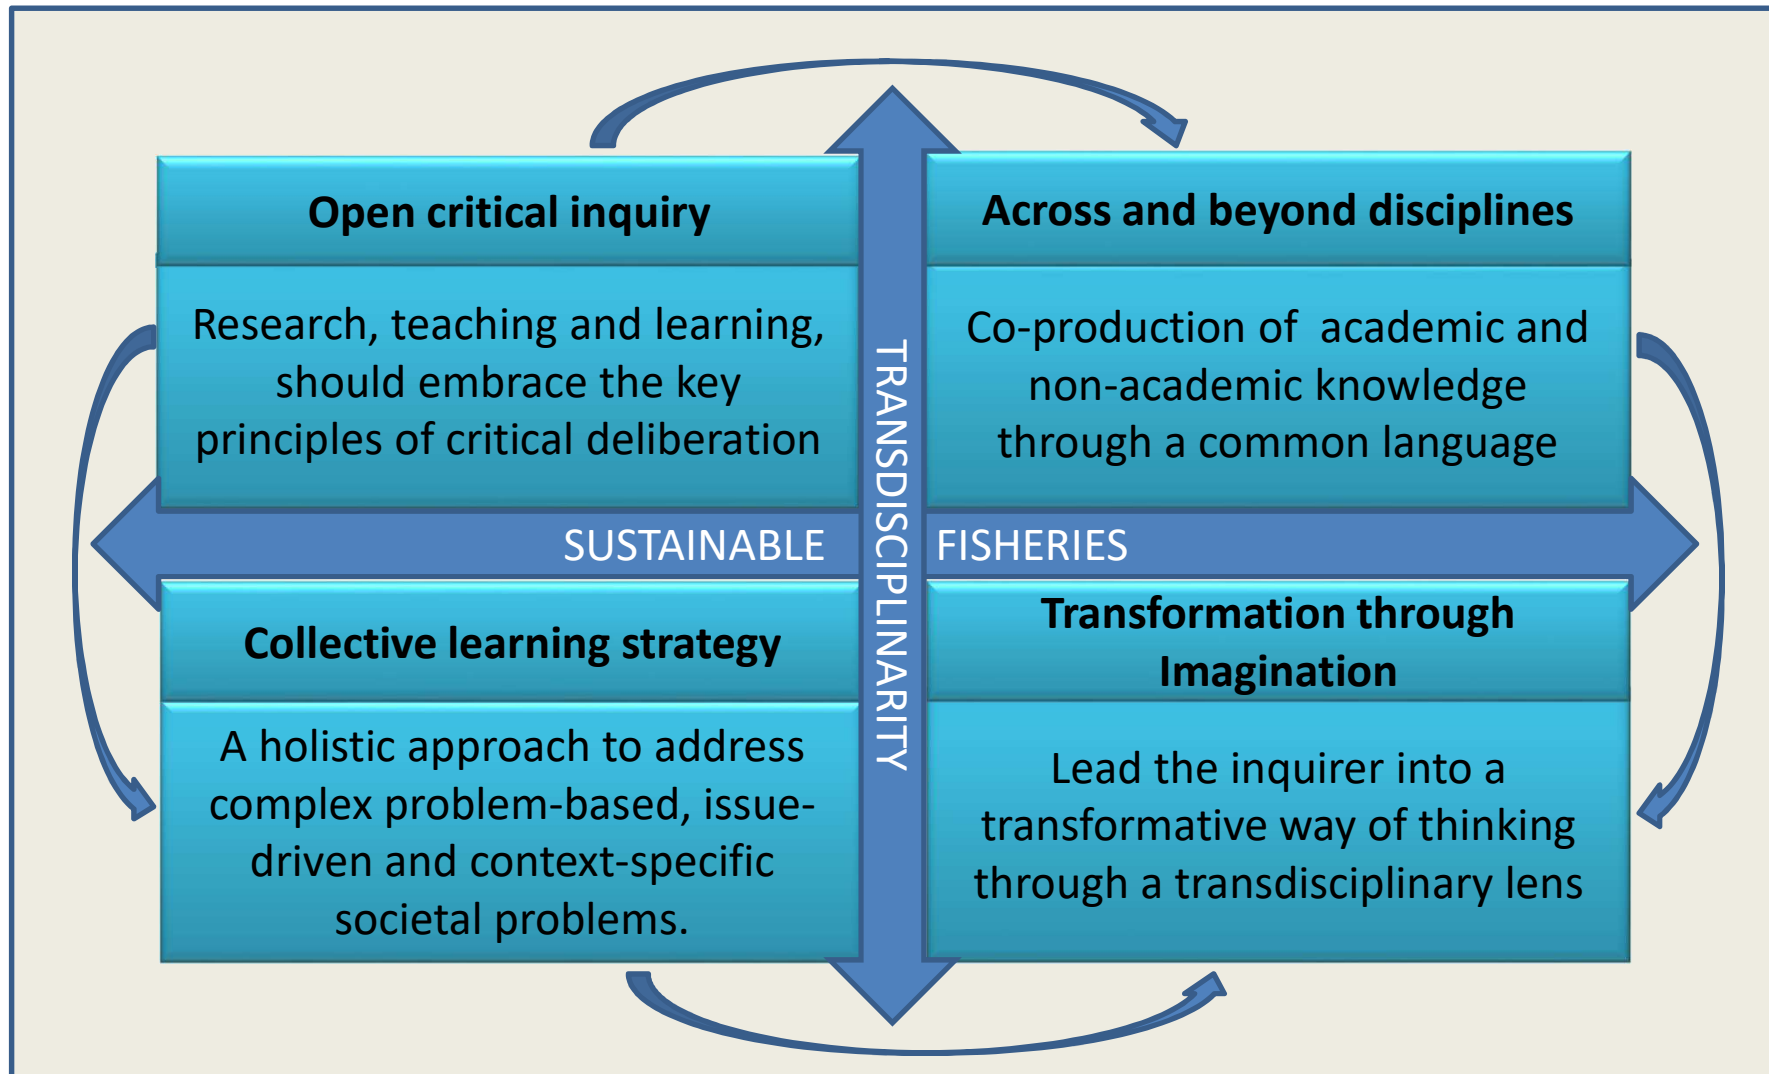 Open critical inquiry
Research, teaching and learning,
should embrace the key
principles of critical deliberation
Across and beyond disciplines
Co-production of  academic and
non-academic knowledge
through a common language
TRANSDISCIPLINARITY
SUSTAINABLE
FISHERIES
Collective learning strategy
A holistic approach to address
complex problem-based, issue-
driven and context-specific
societal problems.
Transformation through
Imagination
Lead the inquirer into a
transformative way of thinking
through a transdisciplinary lens